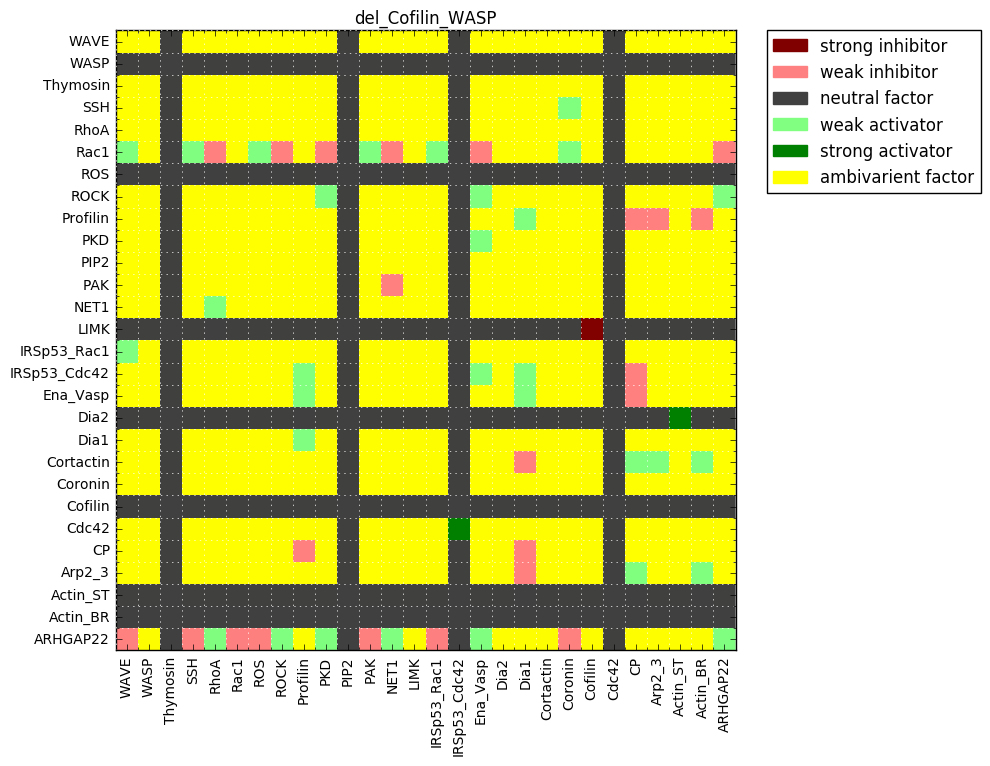 del_Cofilin_WASP
WAVE
WASP
Thymosin
SSH
RhoA
Rac1
ROS
ROCK
Profilin
PKD
PIP2
PAK
NET1
LIMK
IRSp53_Rac1
IRSp53_Cdc42
Ena_Vasp
Dia2
Dia1
Cortactin
Coronin
Cofilin
Cdc42
CP
Arp2_3
Actin_ST
Actin_BR
ARHGAP22
WAVE
WASP
Thymosin
SSH
RhoA
Rac1
ROS
ROCK
Profilin
PKD
PIP2
PAK
NET1
LIMK
IRSp53_Rac1
IRSp53_Cdc42
Ena_Vasp
Dia2
Dia1
Cortactin
Coronin
Cofilin
Cdc42
CP
Arp2_3
Actin_ST
Actin_BR
ARHGAP22
strong inhibitor
weak inhibitor
neutral factor
weak activator
strong activator
ambivarient factor